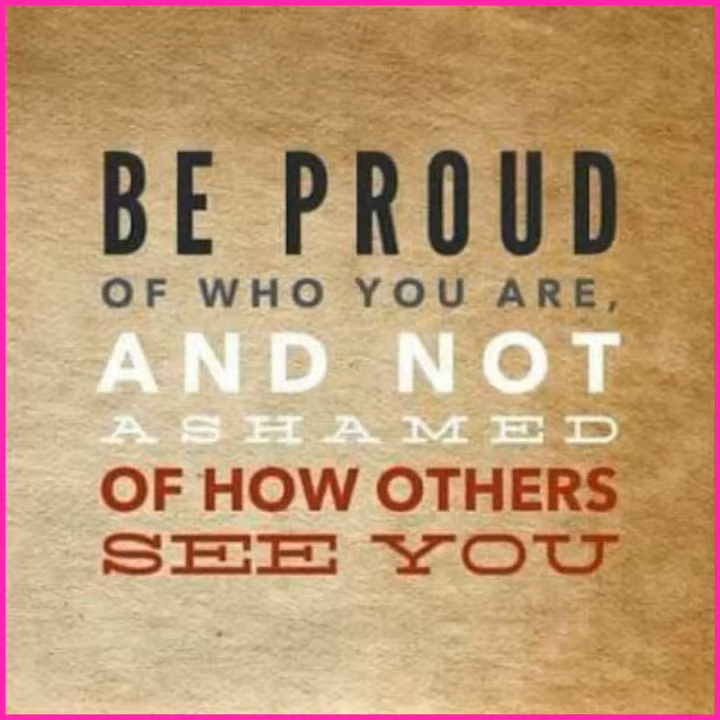 BE PROUD
OF WHO YOU ARE,
AND NOT
ASHAMED
OF HOW OTHERS
SEE YOU